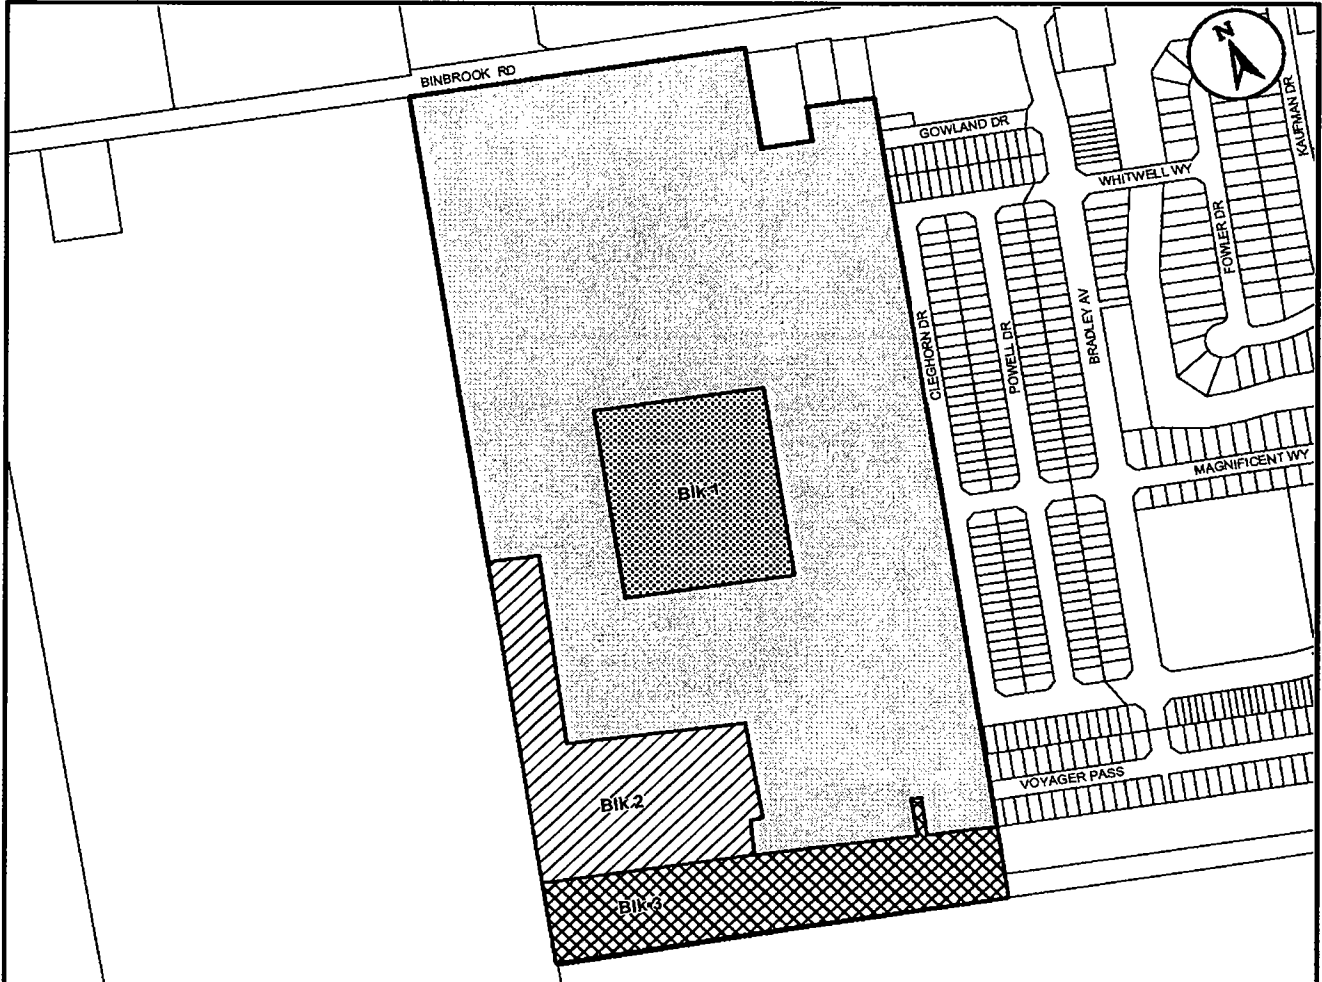 N
BINBROOK RD
GOWLAND DR
KAUFMAN DR
WHITWELL WY
FOWLER DR
CLEGHORN DR
POWELL DR
BRADLEY AV
MAGNIFICENT WY
Blk 1
VOYAGER PASS
Blk 2
Blk 3